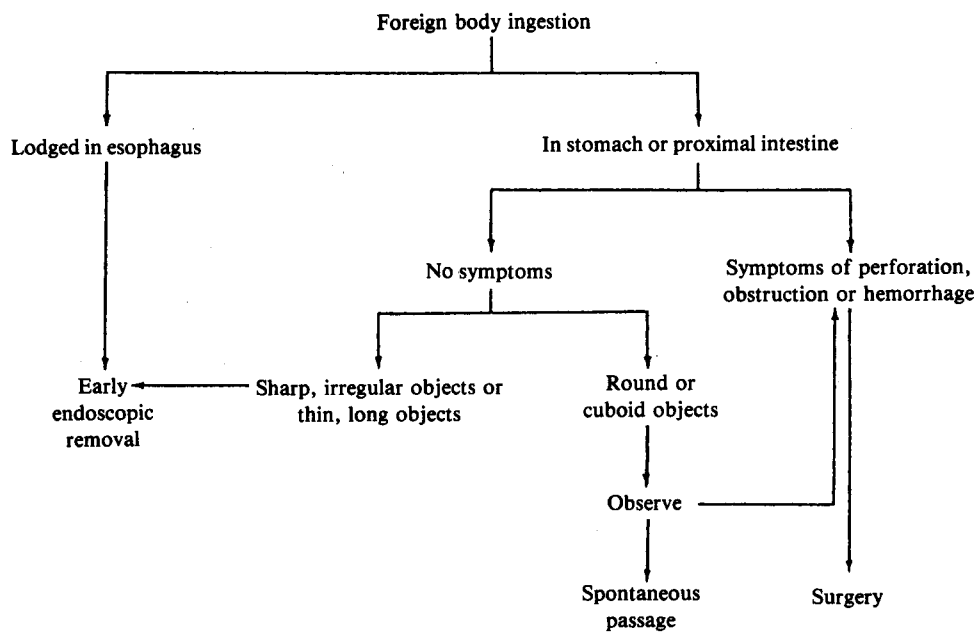 Foreign body ingestion
Lodged in esophagus
In stomach or proximal intestine
No symptoms
Symptoms of perforation,
obstruction or hemorrhage
Early
endoscopic
removal
Sharp, irregular objects or
thin, long objects
Round or
cuboid objects
Observe
Spontaneous
passage
Surgery